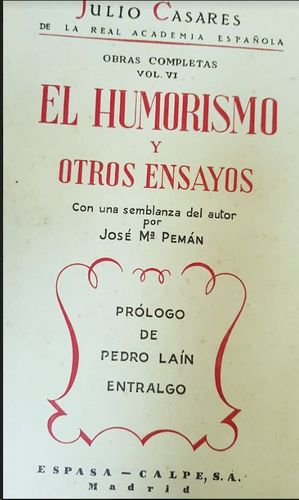 JULIO CASARES
DE LA REAL ACADEMIA ESPAÑOLA
OBRAS COMPLETAS
VOL. VI
EL HUMORISMO
Y
OTROS ENSAYOS
Con una semblanza del autor
por
JOSÉ Mª PEMÁN
PRÓLOGO
DE
PEDRO LAÍN
ENTRALGO
ESPASA – CALPE, S.A.
Madrid